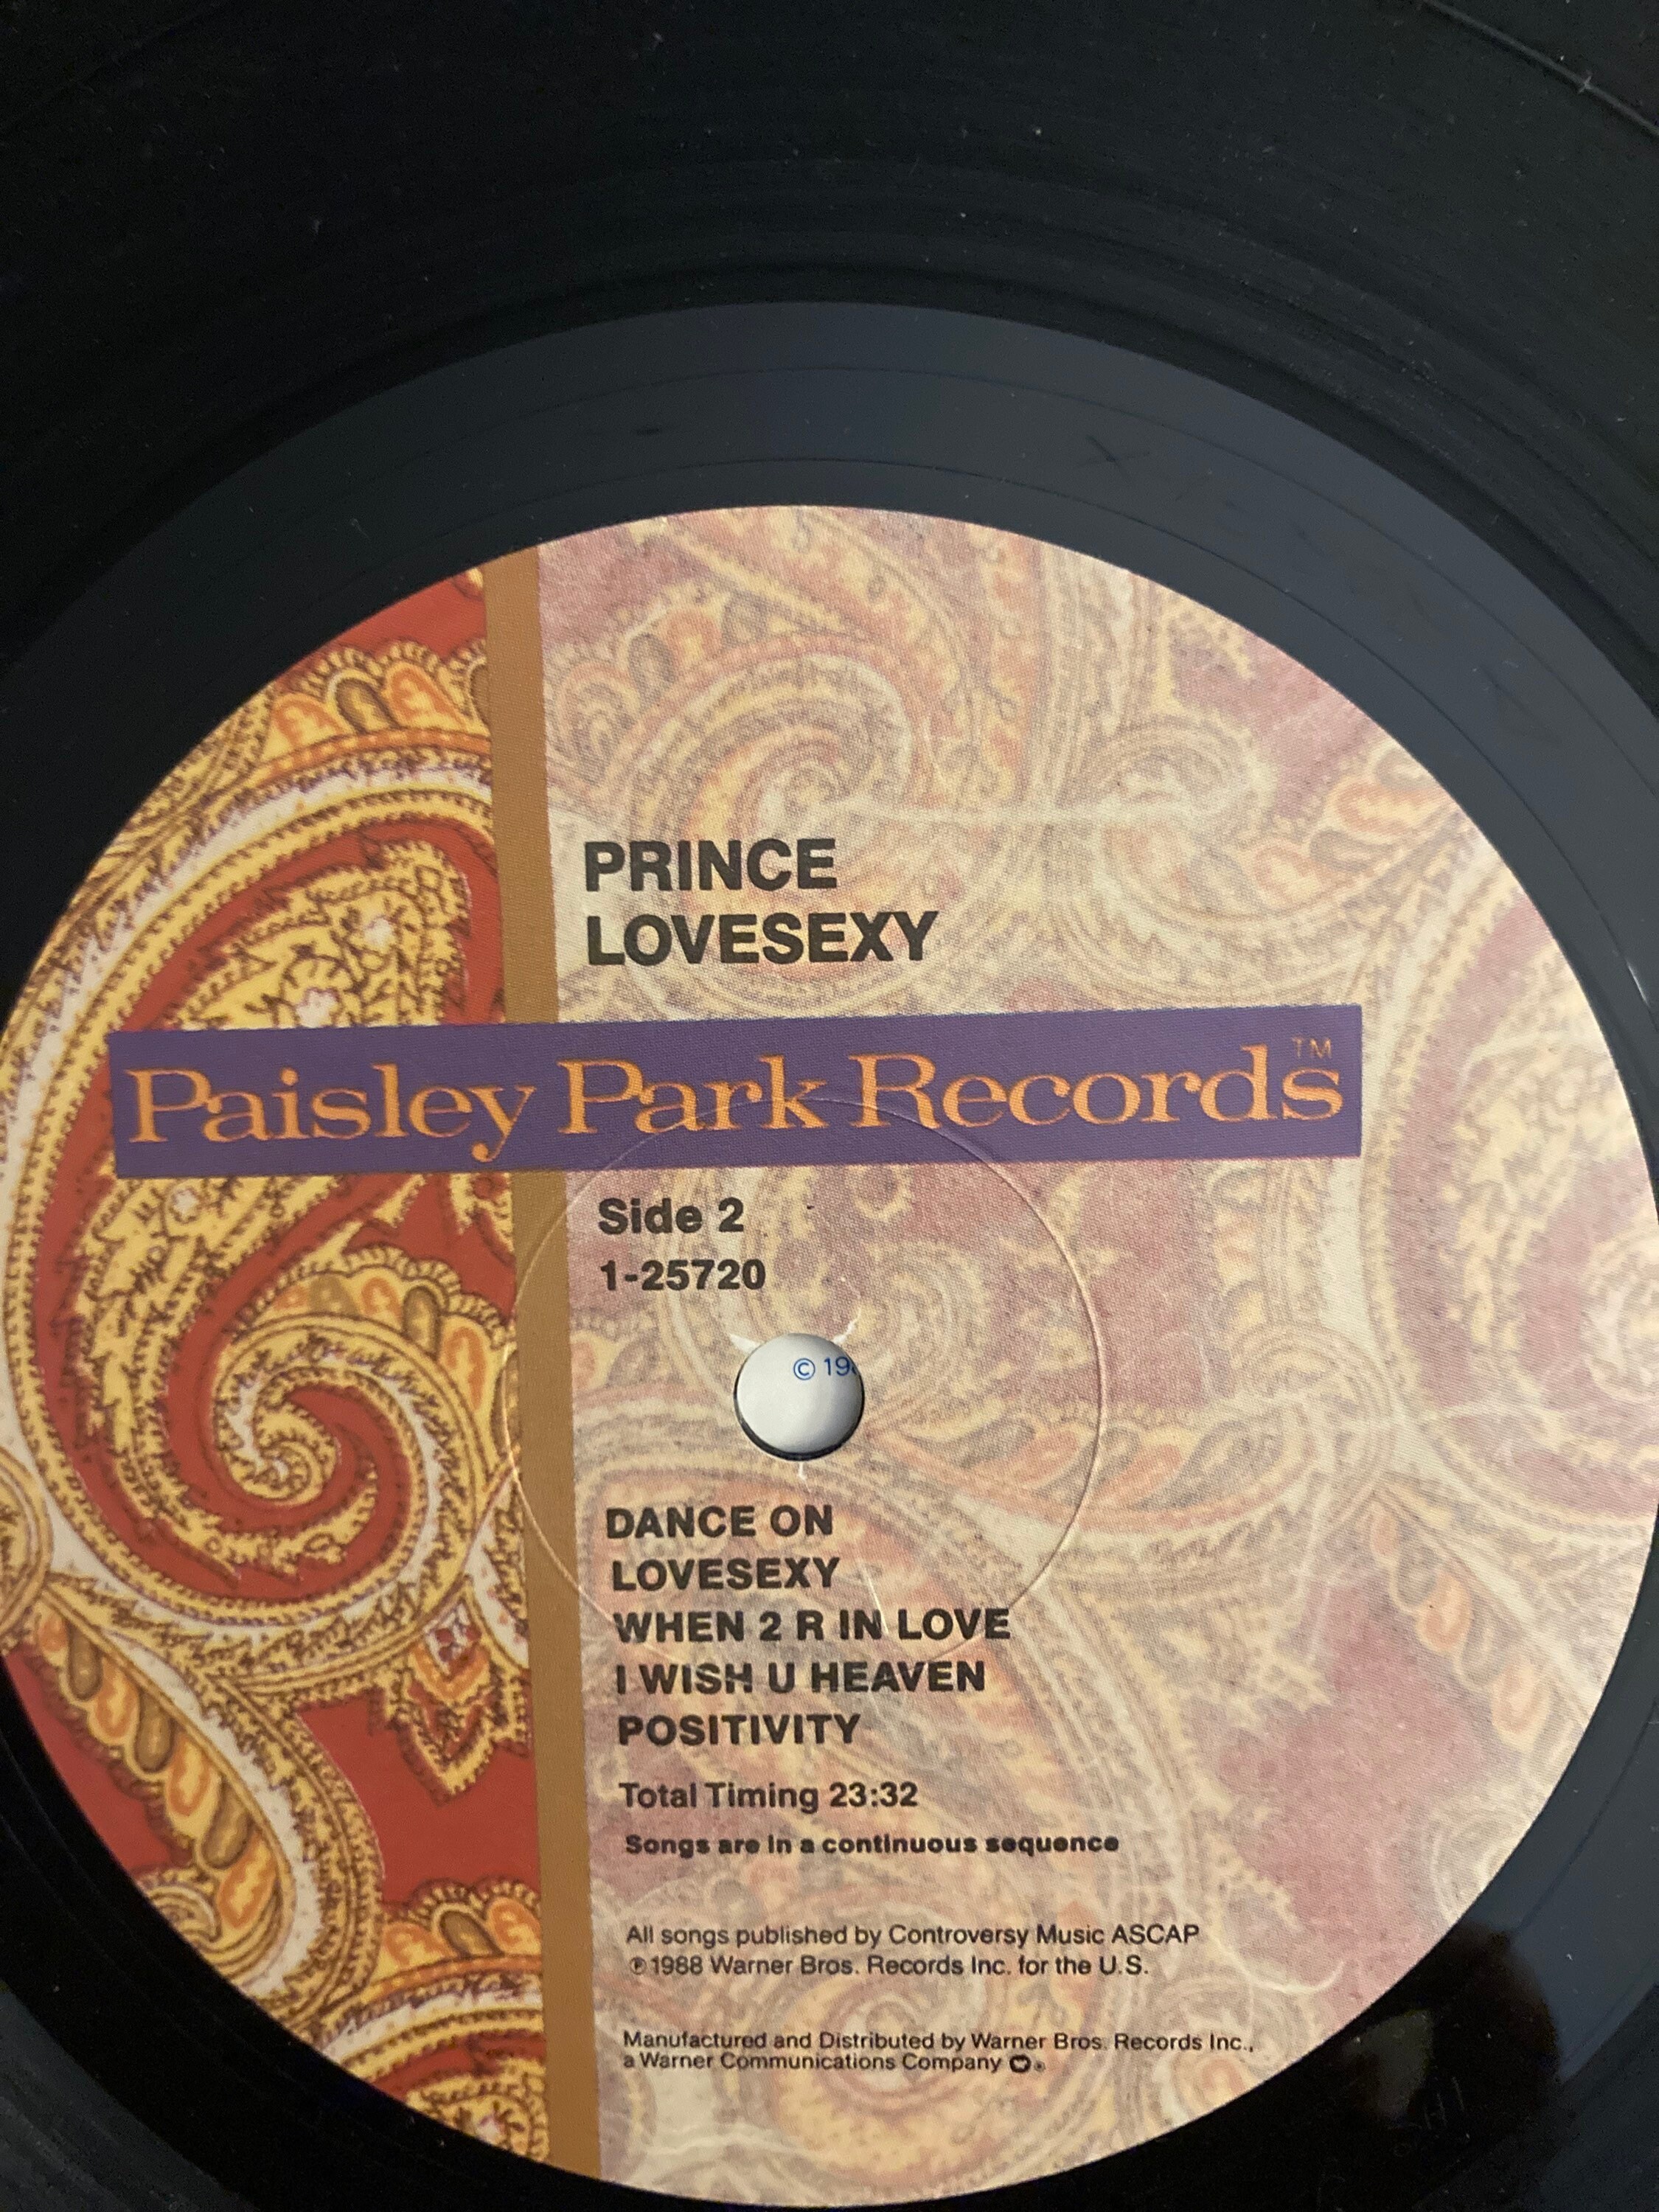 PRINCE
LOVESEXY
Paisley Park Records™
Side 2
1-25720
© 19
DANCE ON
LOVESEXY
WHEN 2 R IN LOVE
I WISH U HEAVEN
POSITIVITY
Total Timing 23:32
Songs are in a continuous sequence
All songs published by Controversy Music ASCAP
℗ 1988 Warner Bros. Records Inc. for the U.S.
Manufactured and Distributed by Warner Bros. Records Inc.,
a Warner Communications Company ®